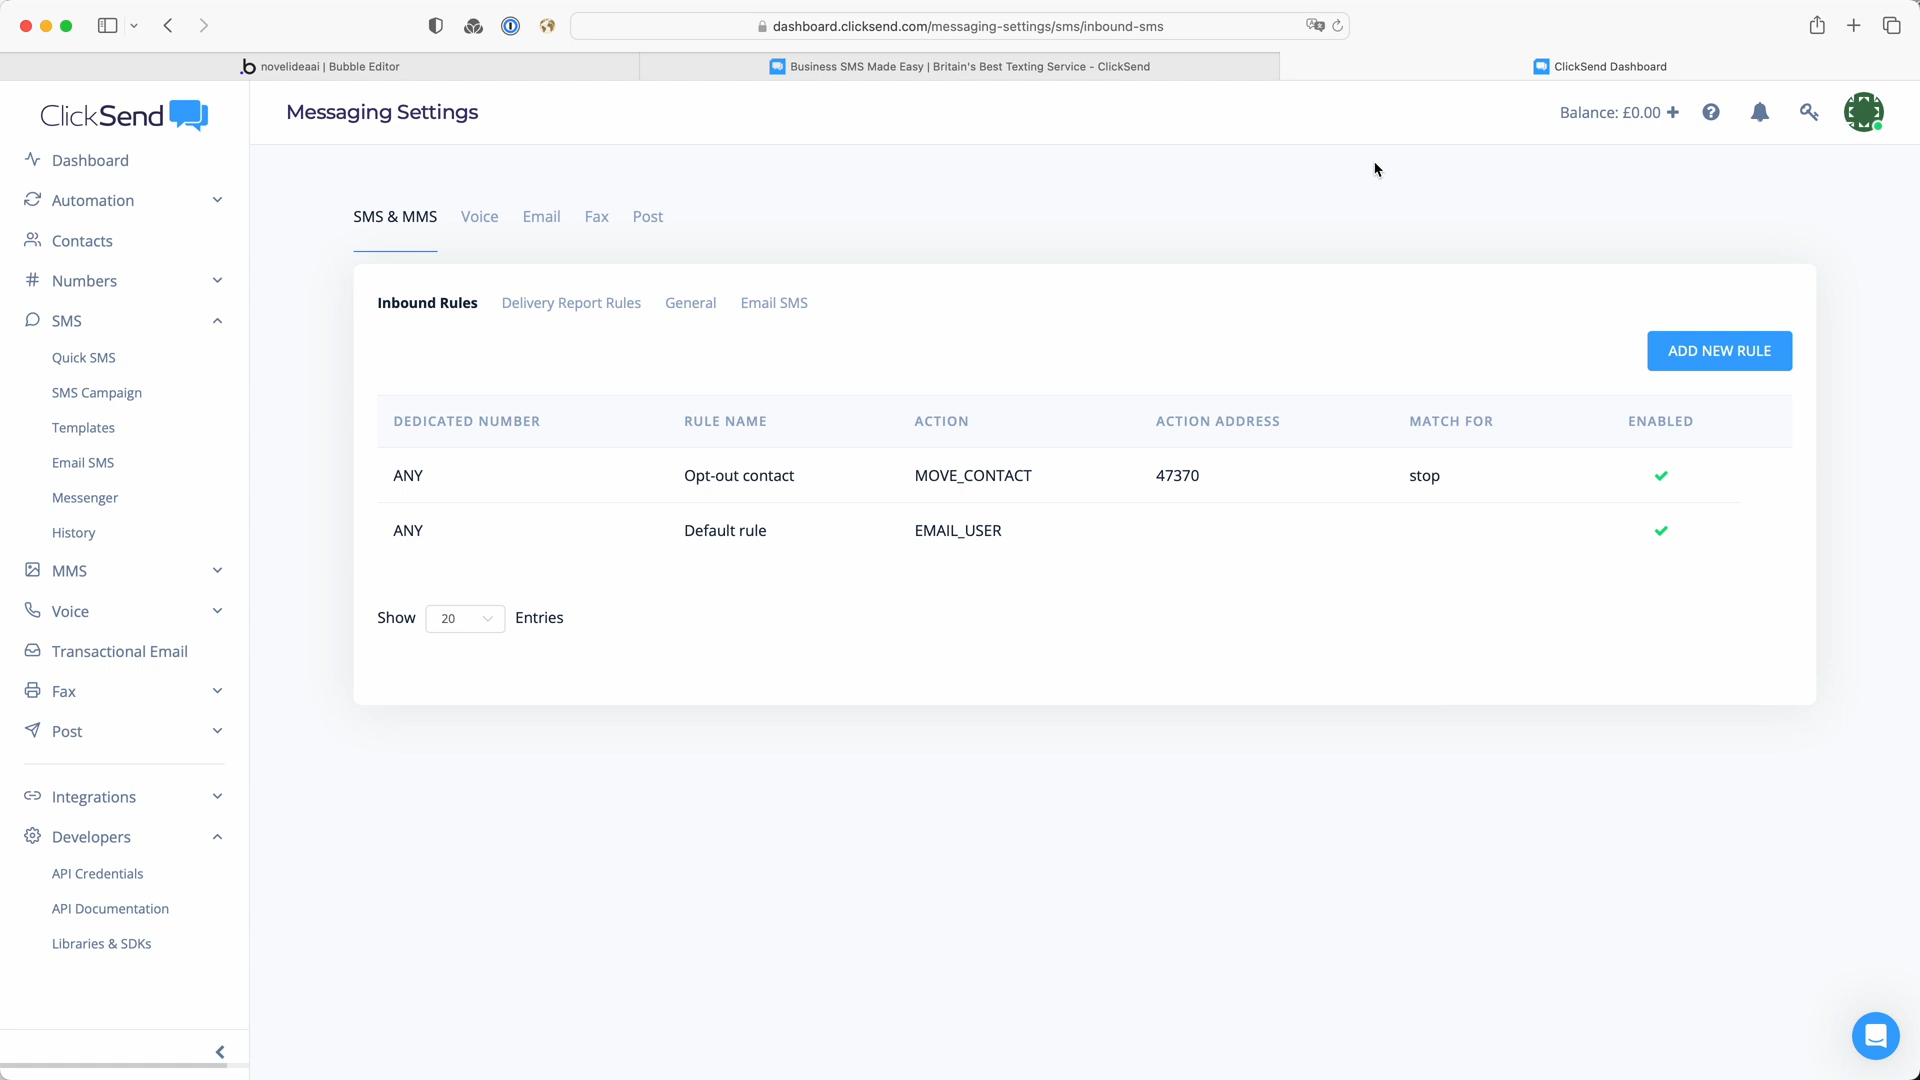 dashboard.clicksend.com/messaging-settings/sms/inbound-sms
novelideaai | Bubble Editor
Business SMS Made Easy | Britain's Best Texting Service - ClickSend
ClickSend Dashboard
ClickSend
Messaging Settings
Balance: £0.00
Dashboard
Automation
Contacts
Numbers
SMS
Quick SMS
SMS Campaign
Templates
Email SMS
Messenger
History
MMS
Voice
Transactional Email
Fax
Post
Integrations
Developers
API Credentials
API Documentation
Libraries & SDKs
SMS & MMS Voice Email Fax Post
Inbound Rules Delivery Report Rules General Email SMS
ADD NEW RULE
DEDICATED NUMBER RULE NAME ACTION ACTION ADDRESS MATCH FOR ENABLED
ANY Opt-out contact MOVE_CONTACT 47370 stop
ANY Default rule EMAIL_USER
Show 20 Entries